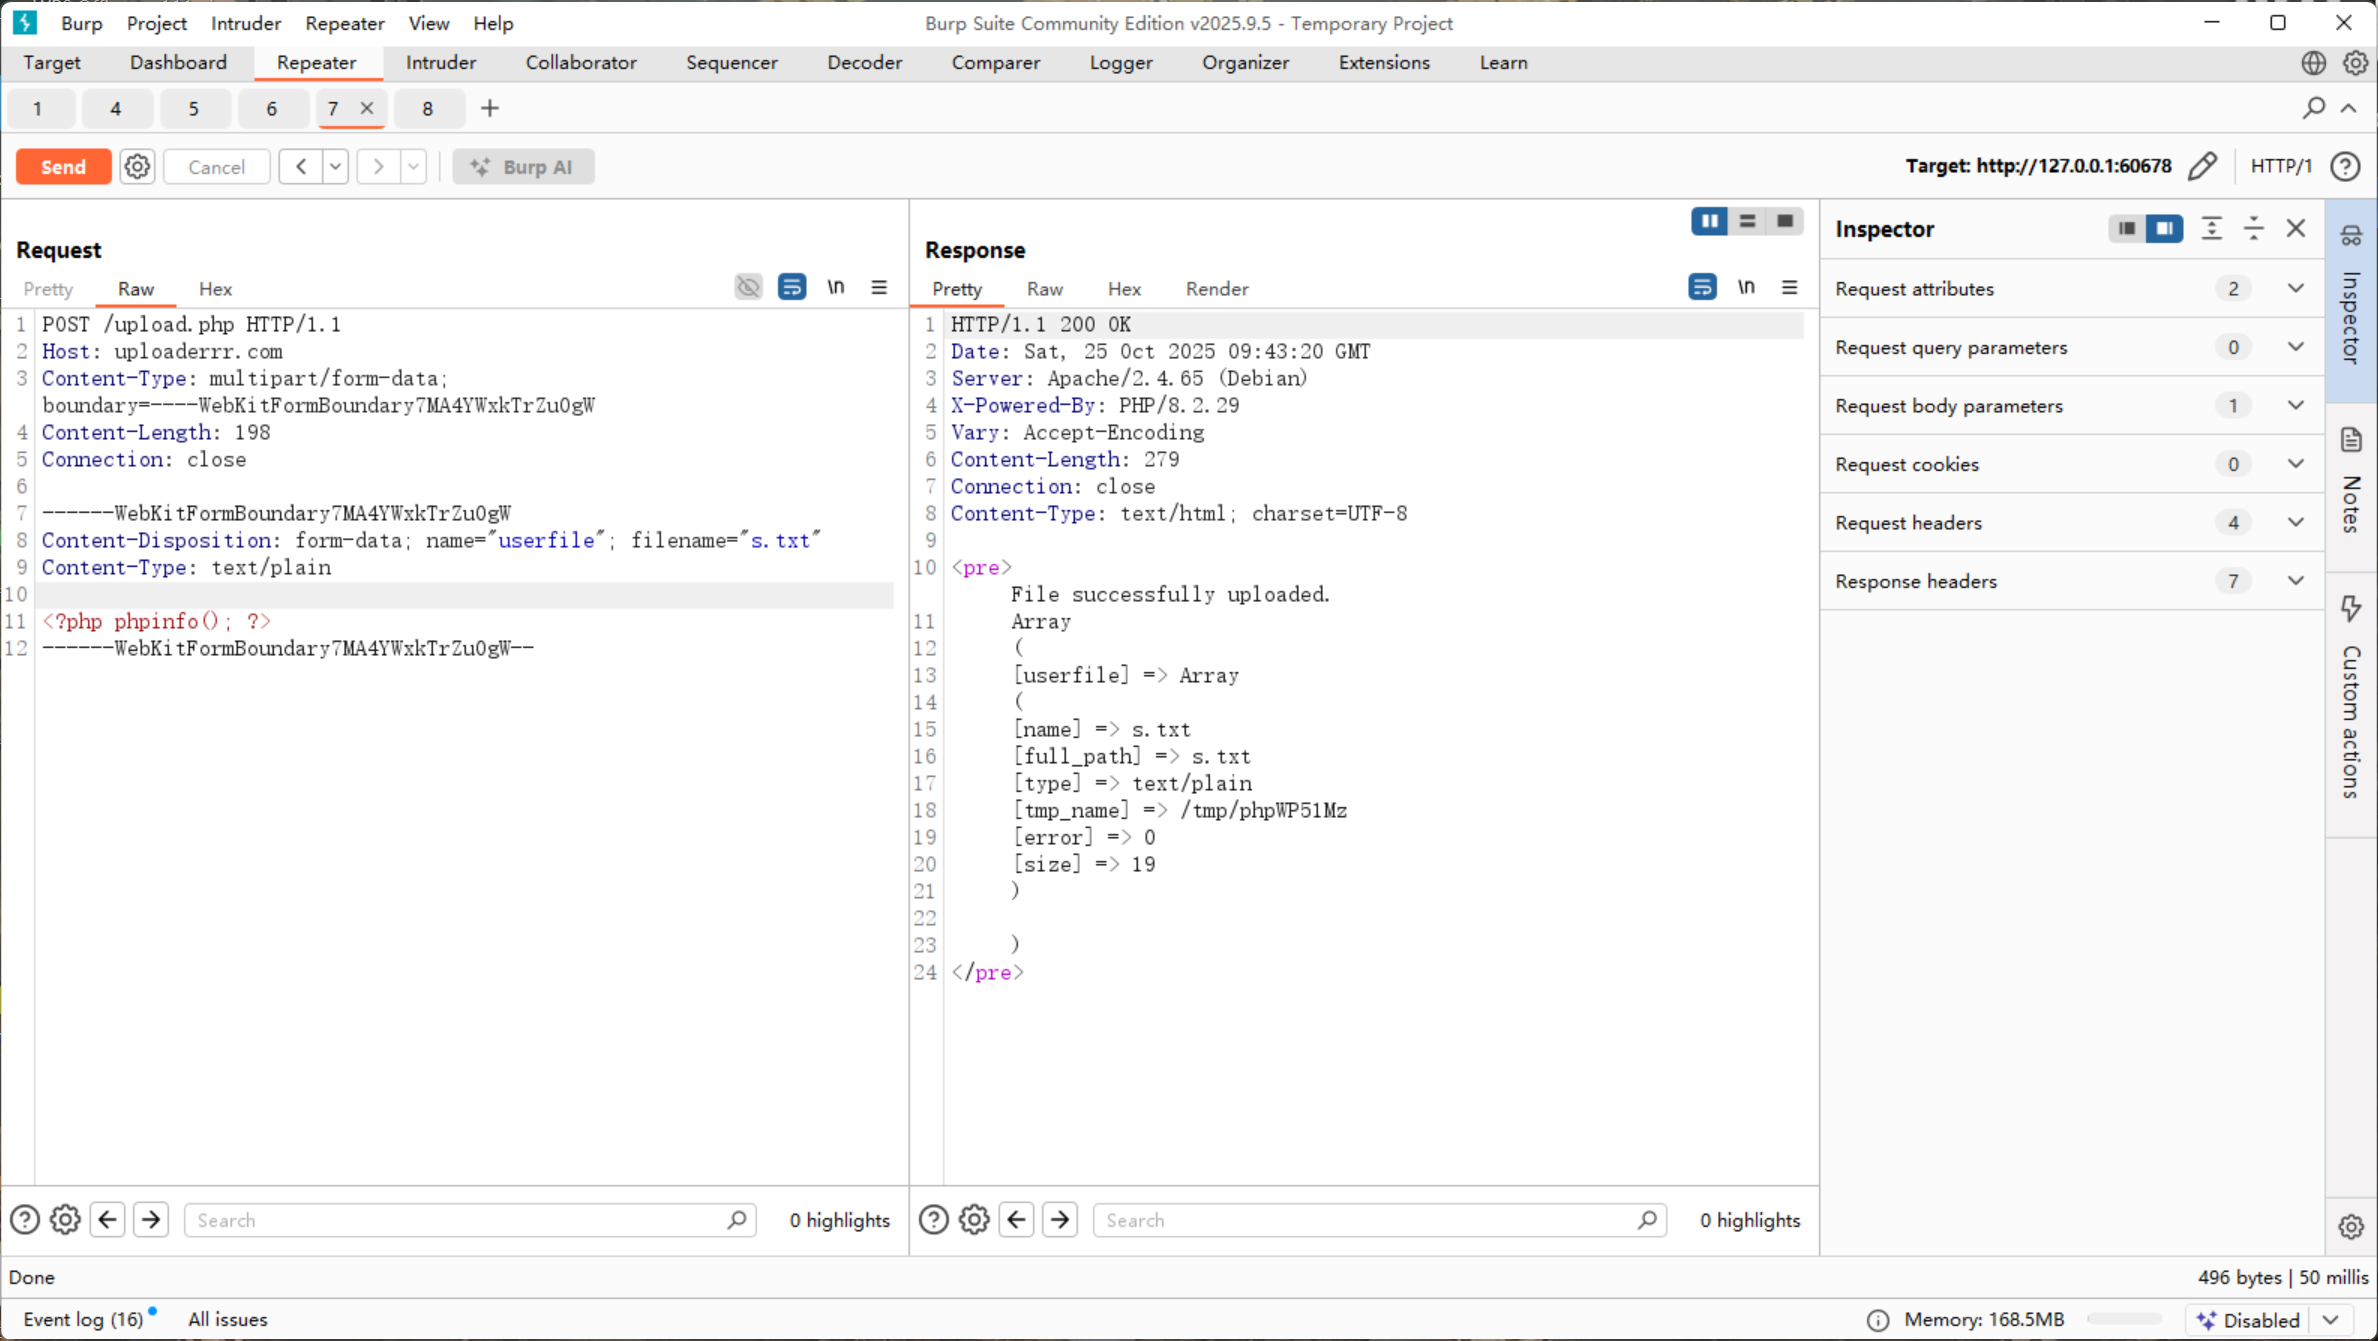 Burp Project Intruder Repeater View Help Burp Suite Community Edition v2025.9.5 - Temporary Project
Target Dashboard Repeater Intruder Collaborator Sequencer Decoder Comparer Logger Organizer Extensions Learn
1 4 5 6 7 8
Send Cancel Burp AI Target: http://127.0.0.1:60678 HTTP/1
Request
Pretty Raw Hex \n
1 POST /upload.php HTTP/1.1
2 Host: uploaderrr.com
3 Content-Type: multipart/form-data;
boundary=----WebKitFormBoundary7MA4YWxkTrZu0gW
4 Content-Length: 198
5 Connection: close
6
7 ------WebKitFormBoundary7MA4YWxkTrZu0gW
8 Content-Disposition: form-data; name="userfile"; filename="s.txt"
9 Content-Type: text/plain
10
11 <?php phpinfo(); ?>
12 ------WebKitFormBoundary7MA4YWxkTrZu0gW--
Search 0 highlights
Response
Pretty Raw Hex Render \n
1 HTTP/1.1 200 OK
2 Date: Sat, 25 Oct 2025 09:43:20 GMT
3 Server: Apache/2.4.65 (Debian)
4 X-Powered-By: PHP/8.2.29
5 Vary: Accept-Encoding
6 Content-Length: 279
7 Connection: close
8 Content-Type: text/html; charset=UTF-8
9
10 <pre>
File successfully uploaded.
11 Array
12 (
13 [userfile] => Array
14 (
15 [name] => s.txt
16 [full_path] => s.txt
17 [type] => text/plain
18 [tmp_name] => /tmp/phpWP51Mz
19 [error] => 0
20 [size] => 19
21 )
22
23 )
24 </pre>
Search 0 highlights
Inspector
Request attributes 2
Request query parameters 0
Request body parameters 1
Request cookies 0
Request headers 4
Response headers 7
Inspector
Notes
Custom actions
Done 496 bytes | 50 millis
Event log (16) All issues Memory: 168.5MB Disabled